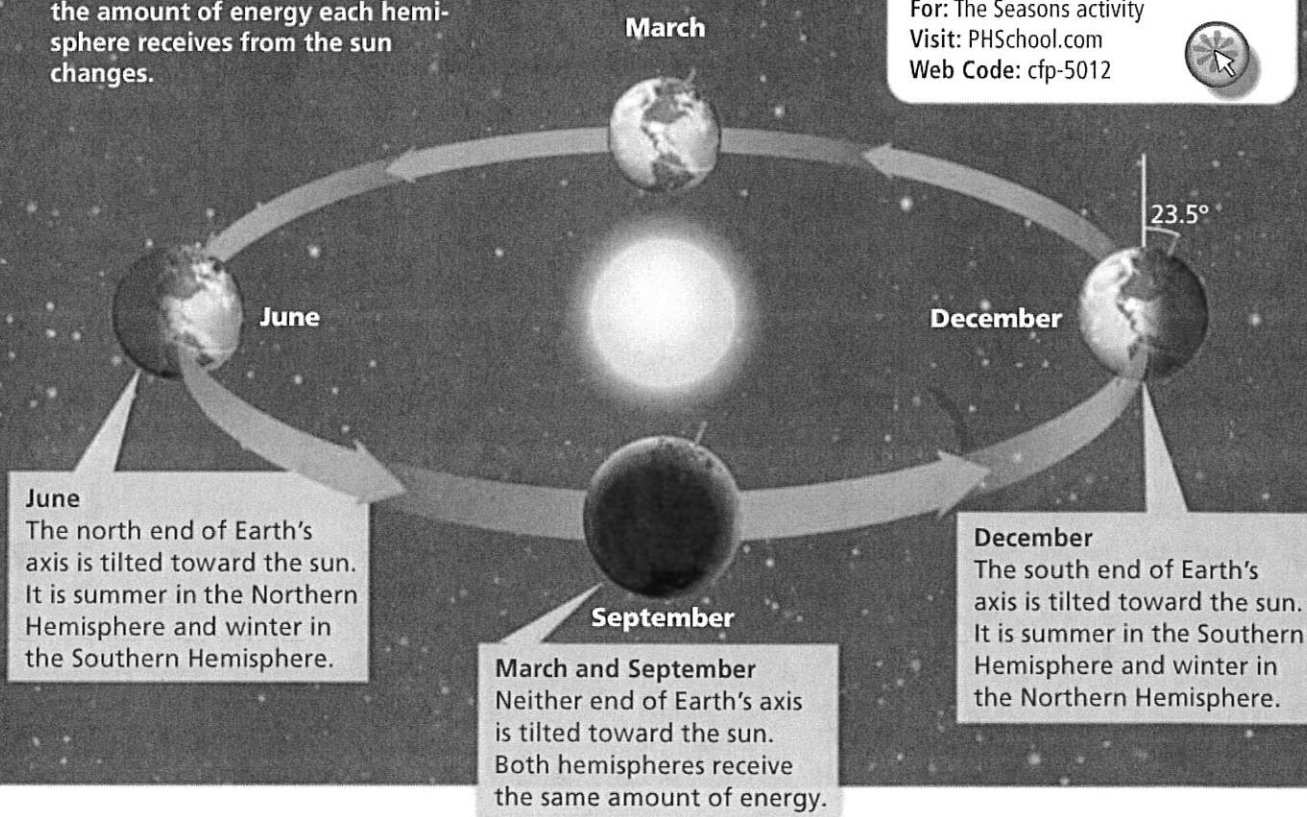 the amount of energy each hemi-
sphere receives from the sun
changes.
March
For: The Seasons activity
Visit: PHSchool.com
Web Code: cfp-5012
23.5°
June
December
June
The north end of Earth's
axis is tilted toward the sun.
It is summer in the Northern
Hemisphere and winter in
the Southern Hemisphere.
September
March and September
Neither end of Earth's axis
is tilted toward the sun.
Both hemispheres receive
the same amount of energy.
December
The south end of Earth's
axis is tilted toward the sun.
It is summer in the Southern
Hemisphere and winter in
the Northern Hemisphere.